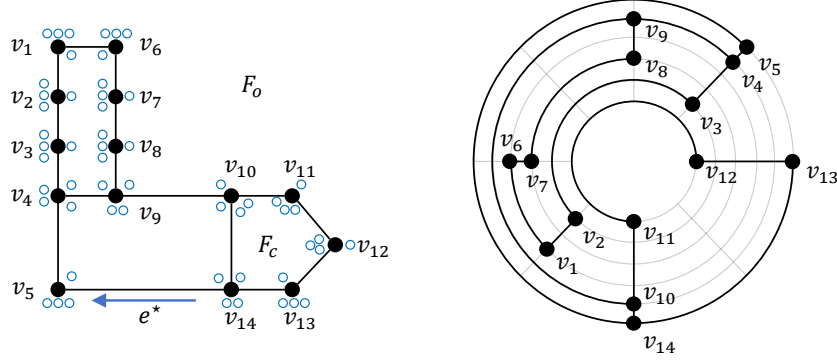 v₁ v₆
v₂ v₇ Fₒ
v₃ v₈
v₄ v₉ v₁₀ v₁₁
F_c v₁₂
v₅ v₁₄ v₁₃
e⋆
v₉ v₅
v₈ v₄
v₃
v₆ v₇ v₁₂ v₁₃
v₂ v₁₁
v₁
v₁₀
v₁₄